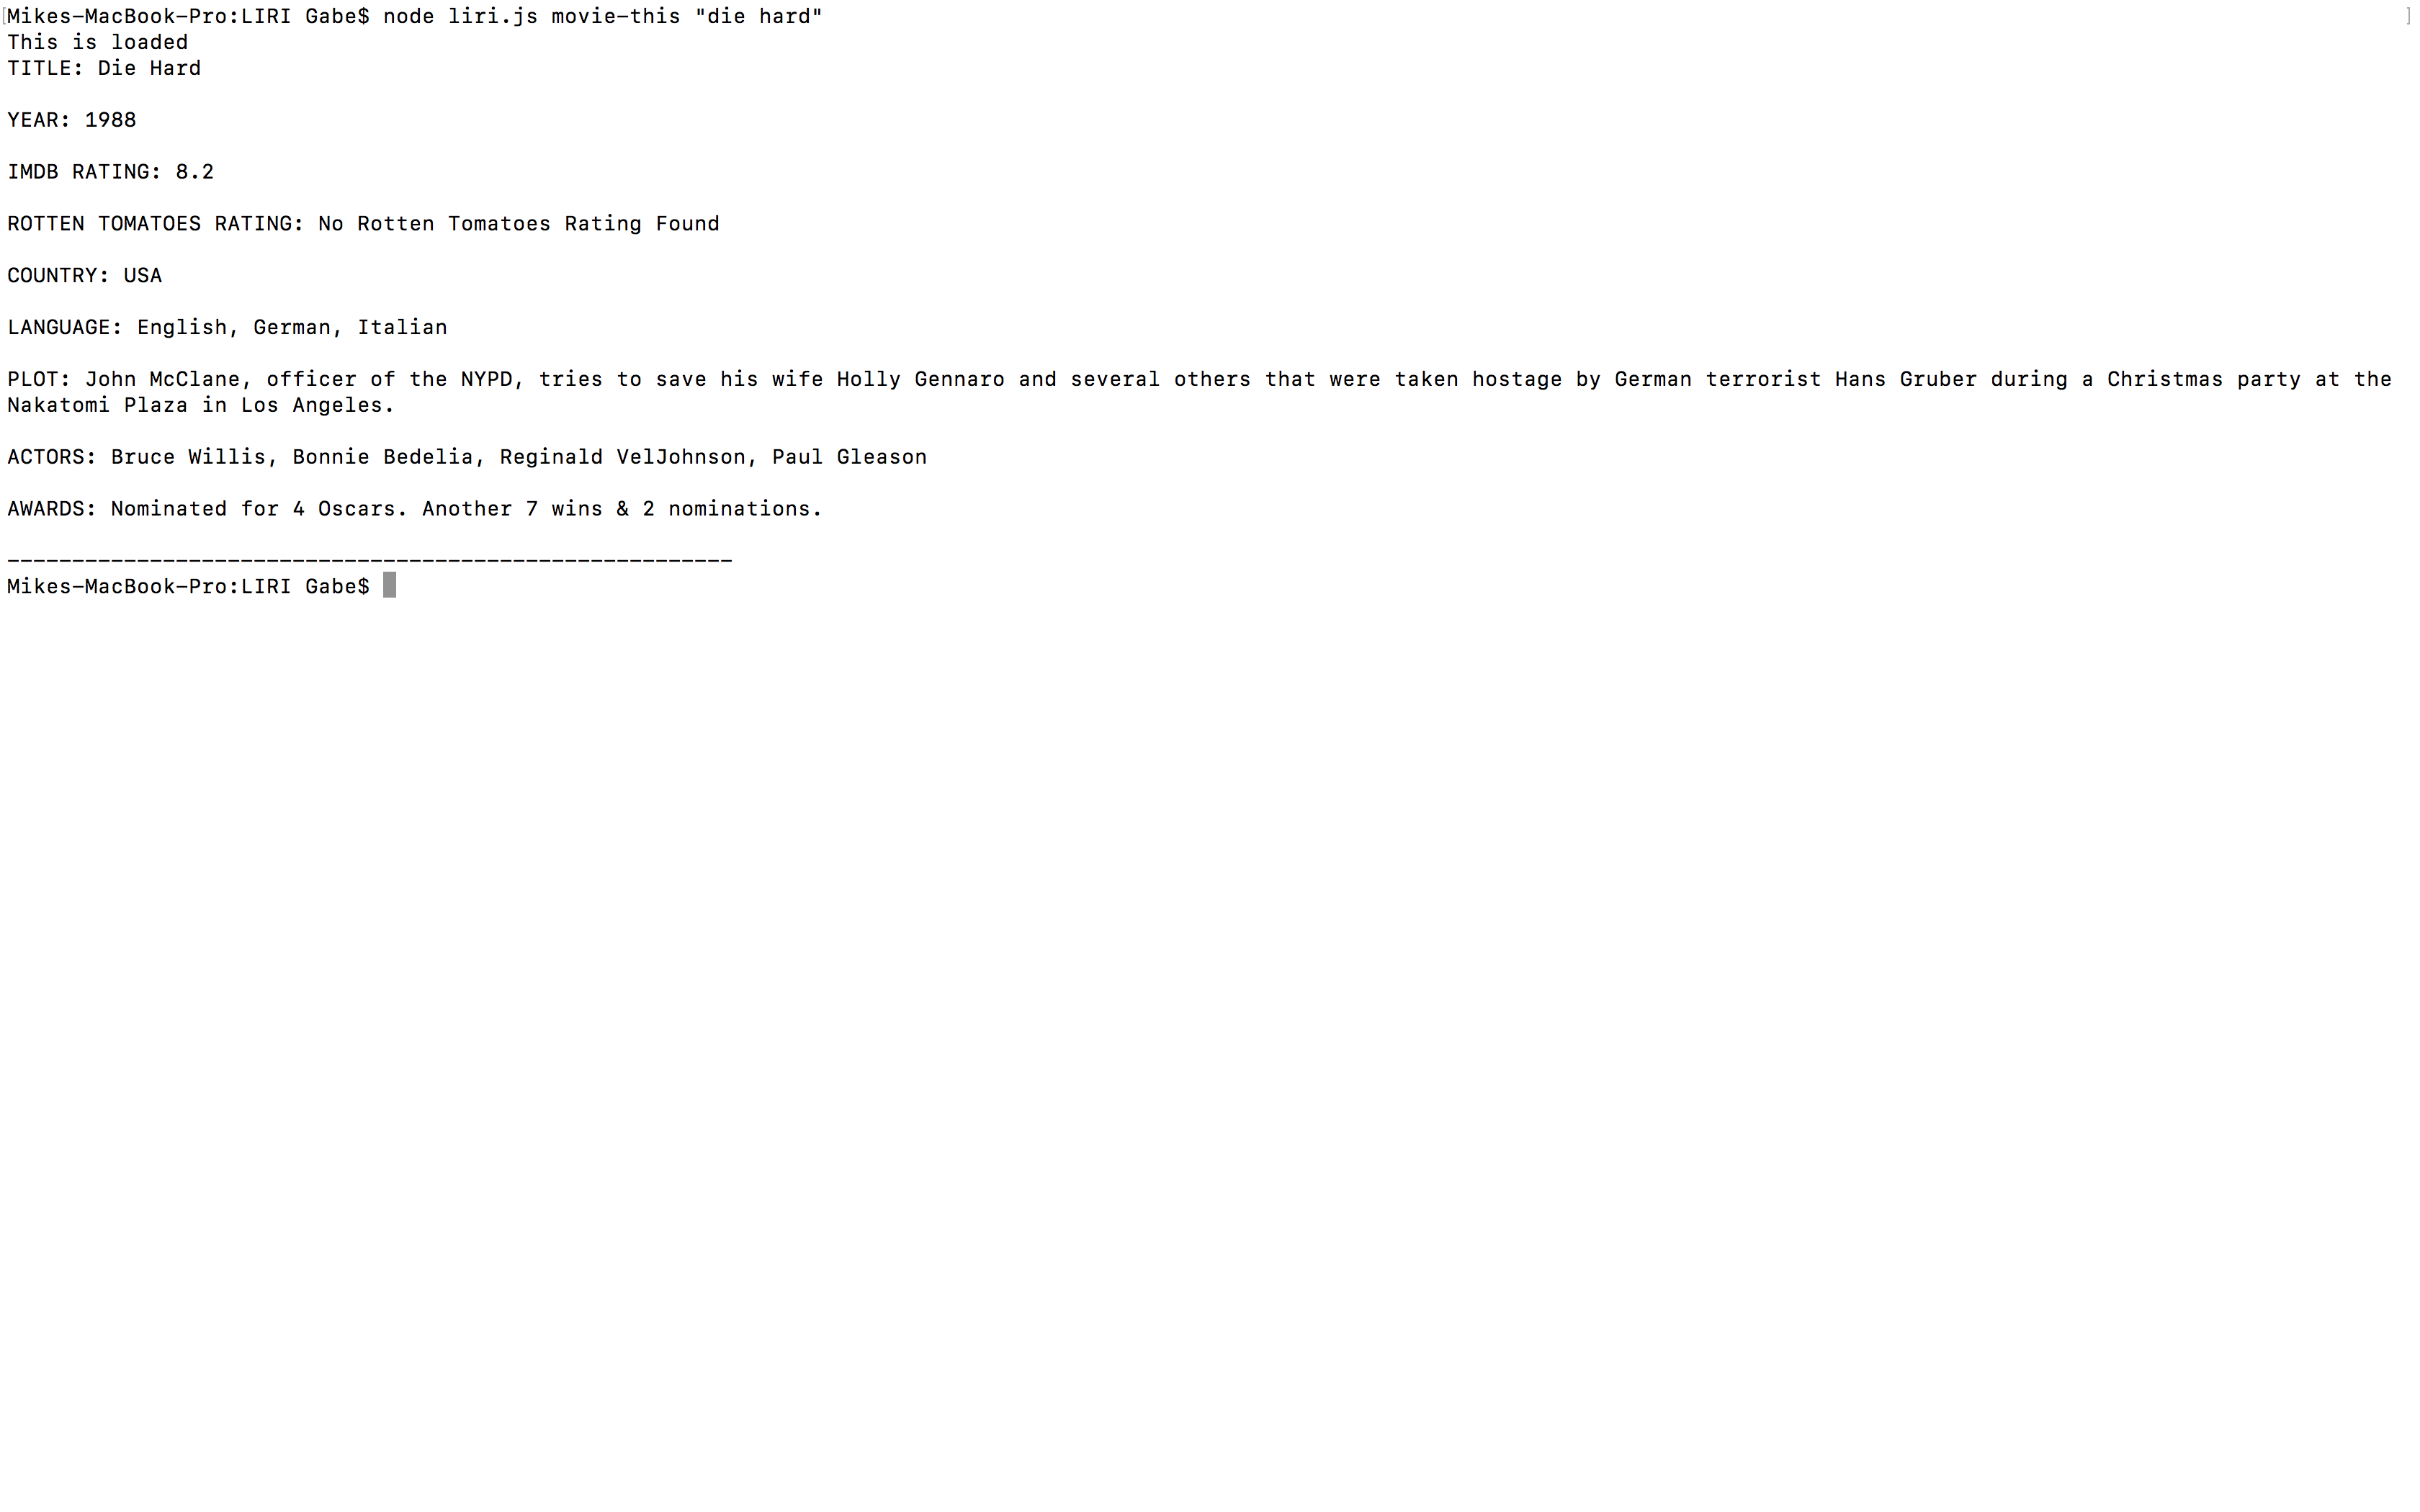 [Mikes-MacBook-Pro:LIRI Gabe$ node liri.js movie-this "die hard" ]
This is loaded
TITLE: Die Hard
YEAR: 1988
IMDB RATING: 8.2
ROTTEN TOMATOES RATING: No Rotten Tomatoes Rating Found
COUNTRY: USA
LANGUAGE: English, German, Italian
PLOT: John McClane, officer of the NYPD, tries to save his wife Holly Gennaro and several others that were taken hostage by German terrorist Hans Gruber during a Christmas party at the
Nakatomi Plaza in Los Angeles.
ACTORS: Bruce Willis, Bonnie Bedelia, Reginald VelJohnson, Paul Gleason
AWARDS: Nominated for 4 Oscars. Another 7 wins & 2 nominations.
--------------------------------------------------------
Mikes-MacBook-Pro:LIRI Gabe$